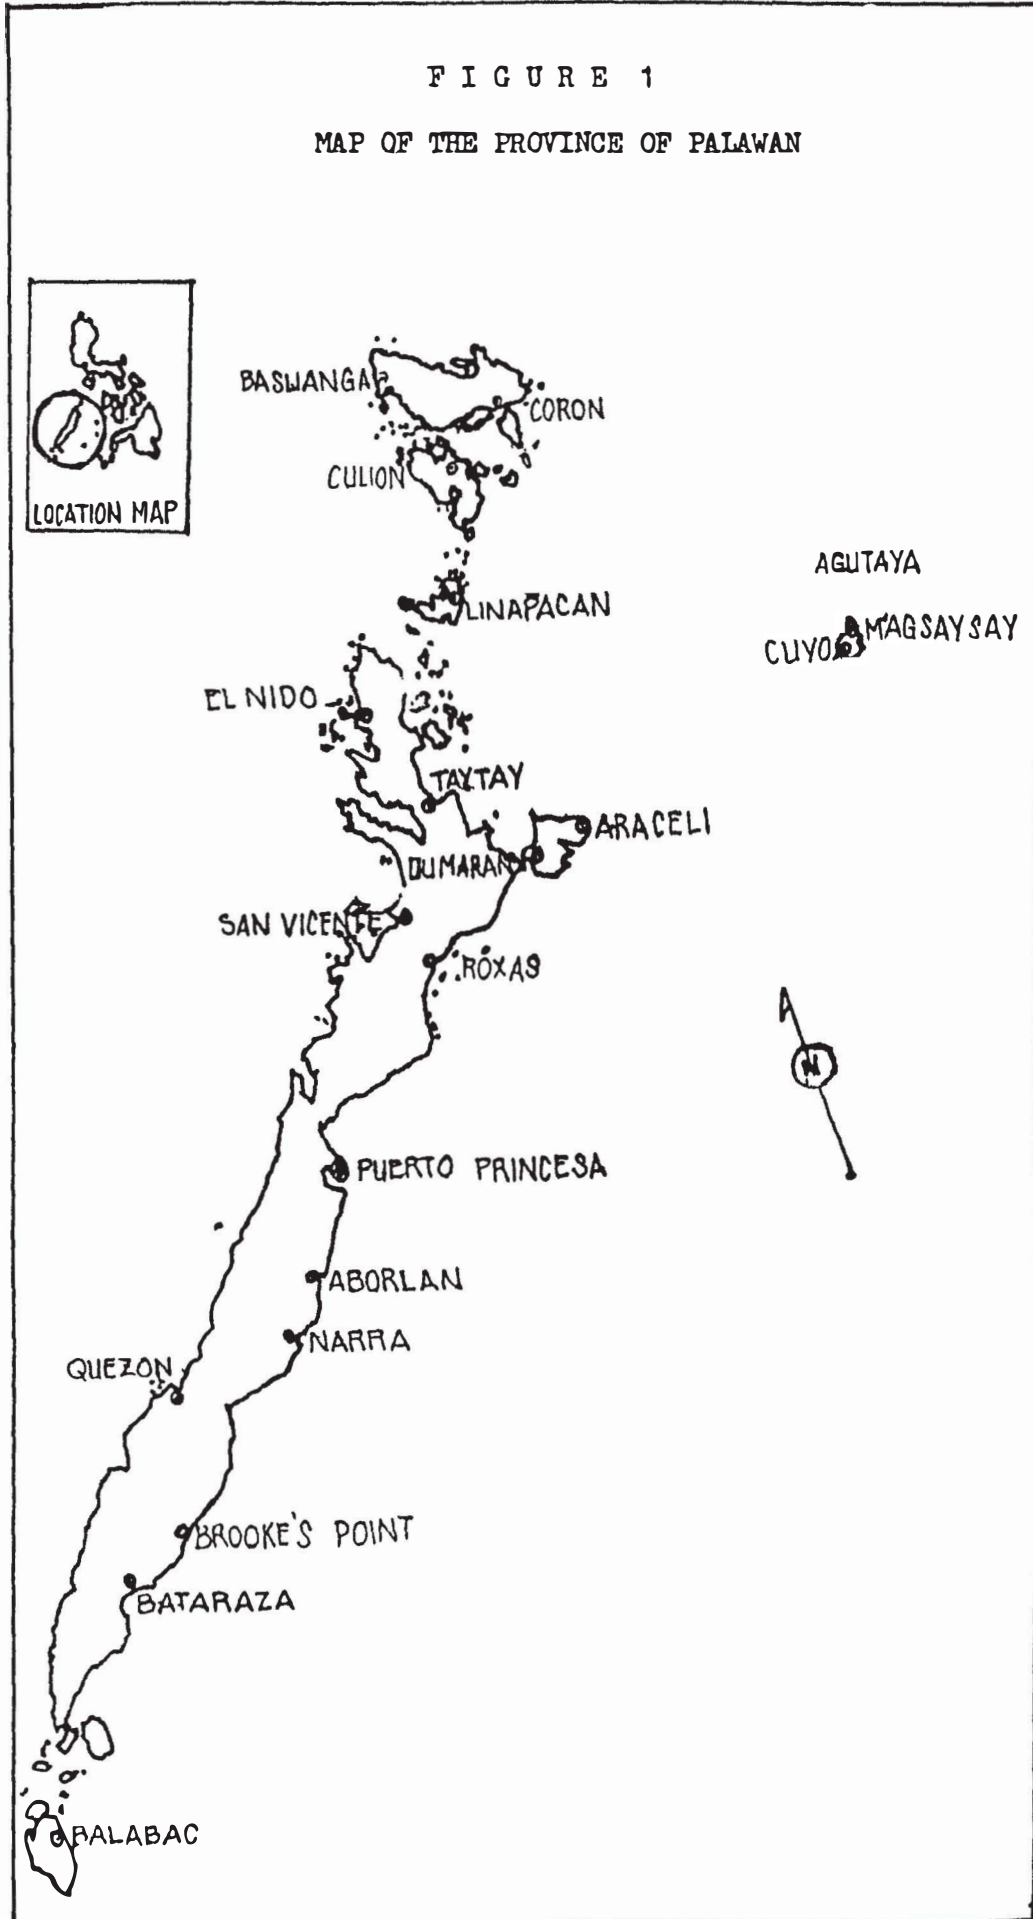 FIGURE 1
MAP OF THE PROVINCE OF PALAWAN
LOCATION MAP
BASWANGA
CORON
CULION
AGUTAYA
LINAPACAN
MAGSAYSAY
CUYO
EL NIDO
TAYTAY
ARACELI
DUMARAN
SAN VICENTE
ROXAS
N
PUERTO PRINCESA
ABORLAN
NARRA
QUEZON
BROOKE'S POINT
BATARAZA
BALABAC